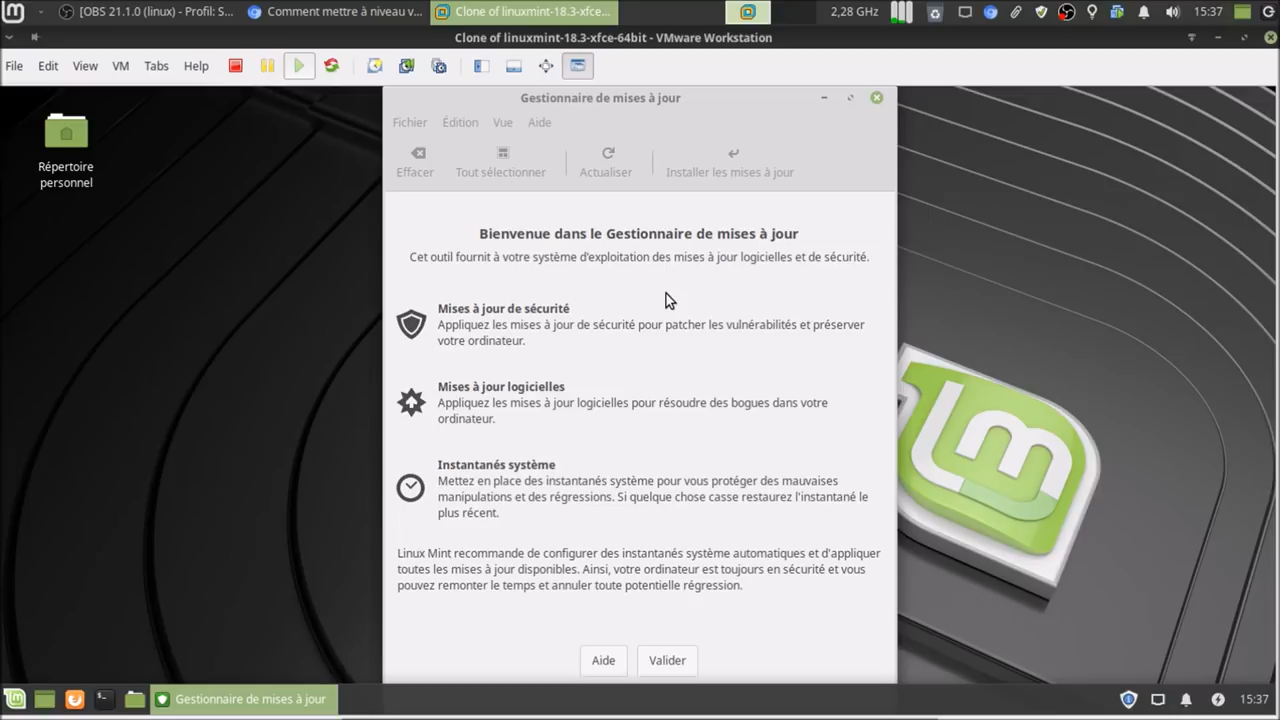 [OBS 21.1.0 (linux) - Profil: S...
Comment mettre à niveau v...
Clone of linuxmint-18.3-xfce...
2,28 GHz
15:37
Clone of linuxmint-18.3-xfce-64bit - VMware Workstation
File Edit View VM Tabs Help
Répertoire
personnel
Gestionnaire de mises à jour
Fichier Édition Vue Aide
Effacer Tout sélectionner Actualiser Installer les mises à jour
Bienvenue dans le Gestionnaire de mises à jour
Cet outil fournit à votre système d'exploitation des mises à jour logicielles et de sécurité.
Mises à jour de sécurité
Appliquez les mises à jour de sécurité pour patcher les vulnérabilités et préserver
votre ordinateur.
Mises à jour logicielles
Appliquez les mises à jour logicielles pour résoudre des bogues dans votre
ordinateur.
Instantanés système
Mettez en place des instantanés système pour vous protéger des mauvaises
manipulations et des régressions. Si quelque chose casse restaurez l'instantané le
plus récent.
Linux Mint recommande de configurer des instantanés système automatiques et d'appliquer
toutes les mises à jour disponibles. Ainsi, votre ordinateur est toujours en sécurité et vous
pouvez remonter le temps et annuler toute potentielle régression.
Aide Valider
Gestionnaire de mises à jour
15:37